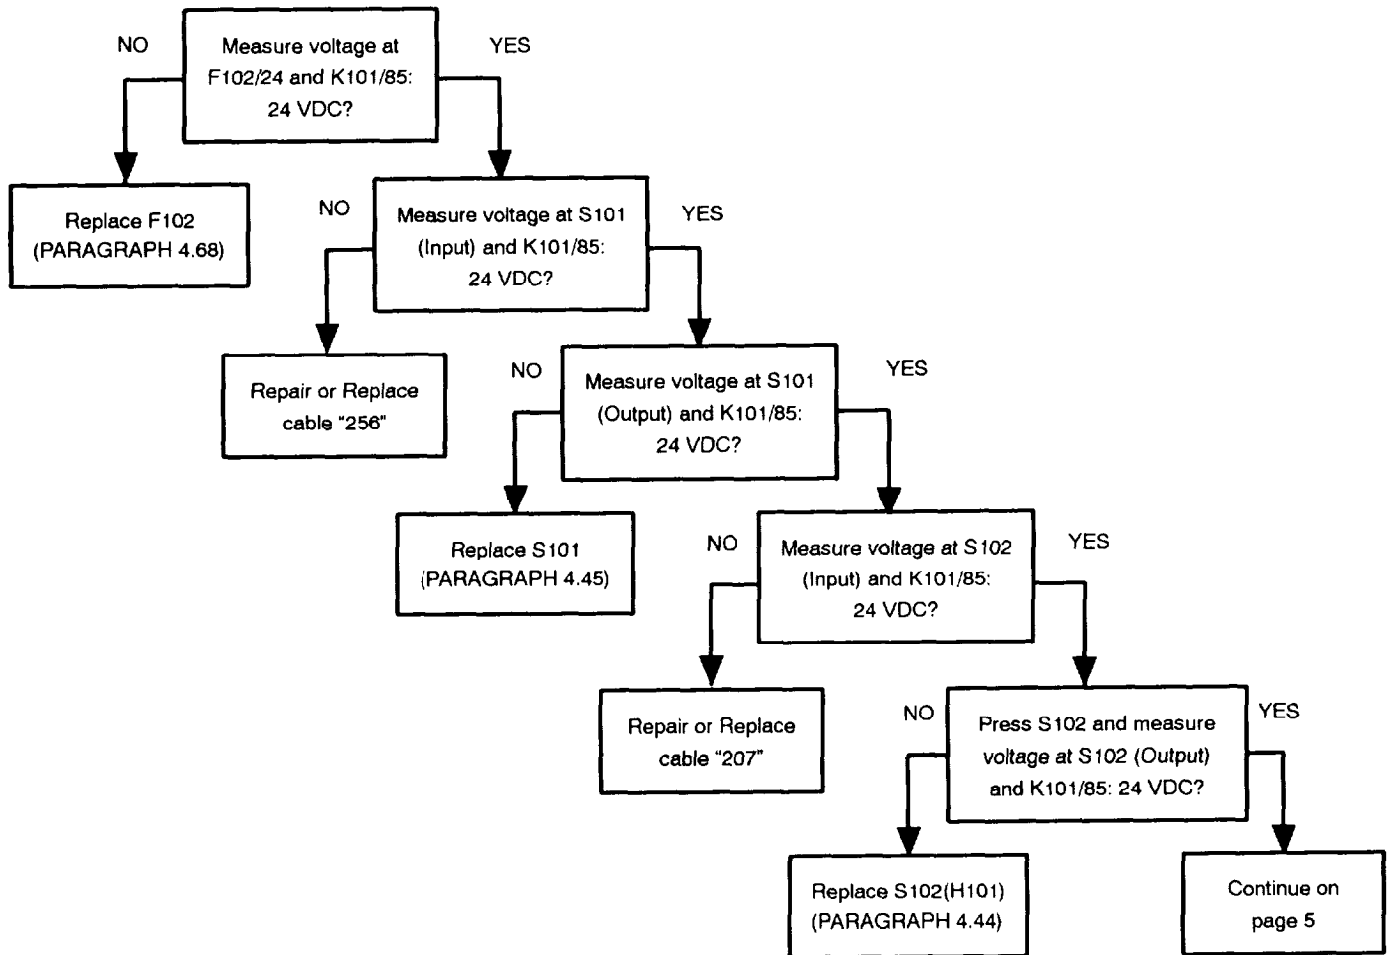 NO
Measure voltage at
F102/24 and K101/85:
24 VDC?
YES
Replace F102
(PARAGRAPH 4.68)
NO
Measure voltage at S101
(Input) and K101/85:
24 VDC?
YES
Repair or Replace
cable "256"
NO
Measure voltage at S101
(Output) and K101/85:
24 VDC?
YES
Replace S101
(PARAGRAPH 4.45)
NO
Measure voltage at S102
(Input) and K101/85:
24 VDC?
YES
Repair or Replace
cable "207"
NO
Press S102 and measure
voltage at S102 (Output)
and K101/85: 24 VDC?
YES
Replace S102(H101)
(PARAGRAPH 4.44)
Continue on
page 5